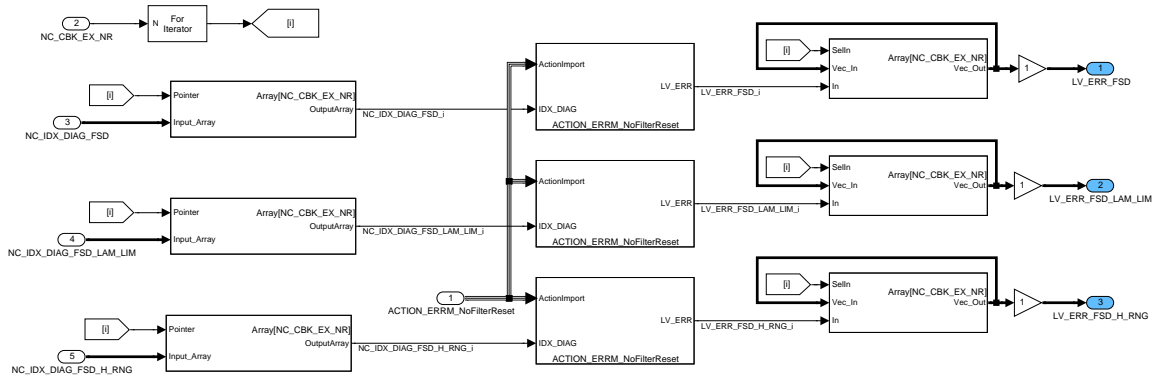 2
NC_CBK_EX_NR
N
For
Iterator
[i]
[i]
3
NC_IDX_DIAG_FSD
Pointer
Input_Array
Array[NC_CBK_EX_NR]
OutputArray
NC_IDX_DIAG_FSD_i
ActionImport
IDX_DIAG
LV_ERR
ACTION_ERRM_NoFilterReset
LV_ERR_FSD_i
[i]
SelIn
Vec_In
In
Array[NC_CBK_EX_NR]
Vec_Out
1
1
LV_ERR_FSD
[i]
4
NC_IDX_DIAG_FSD_LAM_LIM
Pointer
Input_Array
Array[NC_CBK_EX_NR]
OutputArray
NC_IDX_DIAG_FSD_LAM_LIM_i
ActionImport
IDX_DIAG
LV_ERR
ACTION_ERRM_NoFilterReset
LV_ERR_FSD_LAM_LIM_i
[i]
SelIn
Vec_In
In
Array[NC_CBK_EX_NR]
Vec_Out
1
2
LV_ERR_FSD_LAM_LIM
1
ACTION_ERRM_NoFilterReset
[i]
5
NC_IDX_DIAG_FSD_H_RNG
Pointer
Input_Array
Array[NC_CBK_EX_NR]
OutputArray
NC_IDX_DIAG_FSD_H_RNG_i
ActionImport
IDX_DIAG
LV_ERR
ACTION_ERRM_NoFilterReset
LV_ERR_FSD_H_RNG_i
[i]
SelIn
Vec_In
In
Array[NC_CBK_EX_NR]
Vec_Out
1
3
LV_ERR_FSD_H_RNG